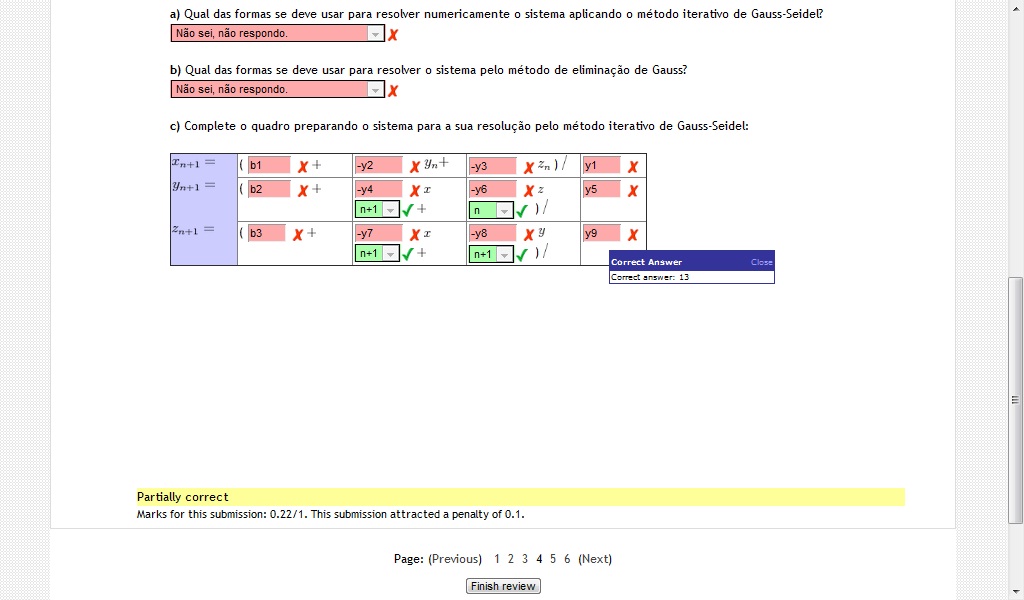 a) Qual das formas se deve usar para resolver numericamente o sistema aplicando o método iterativo de Gauss-Seidel?
Não sei, não respondo. ✗
b) Qual das formas se deve usar para resolver o sistema pelo método de eliminação de Gauss?
Não sei, não respondo. ✗
c) Complete o quadro preparando o sistema para a sua resolução pelo método iterativo de Gauss-Seidel:
xn+1 = ( b1 ✗ + -y2 ✗ yn+ -y3 ✗ zn ) / y1 ✗
yn+1 = ( b2 ✗ + -y4 ✗ x -y6 ✗ z y5 ✗
n+1 ✓ + n ✓ ) /
zn+1 = ( b3 ✗ + -y7 ✗ x -y8 ✗ y y9 ✗
n+1 ✓ + n+1 ✓ ) /
Correct Answer Close
Correct answer: 13
Partially correct
Marks for this submission: 0.22/1. This submission attracted a penalty of 0.1.
Page: (Previous) 1 2 3 4 5 6 (Next)
Finish review